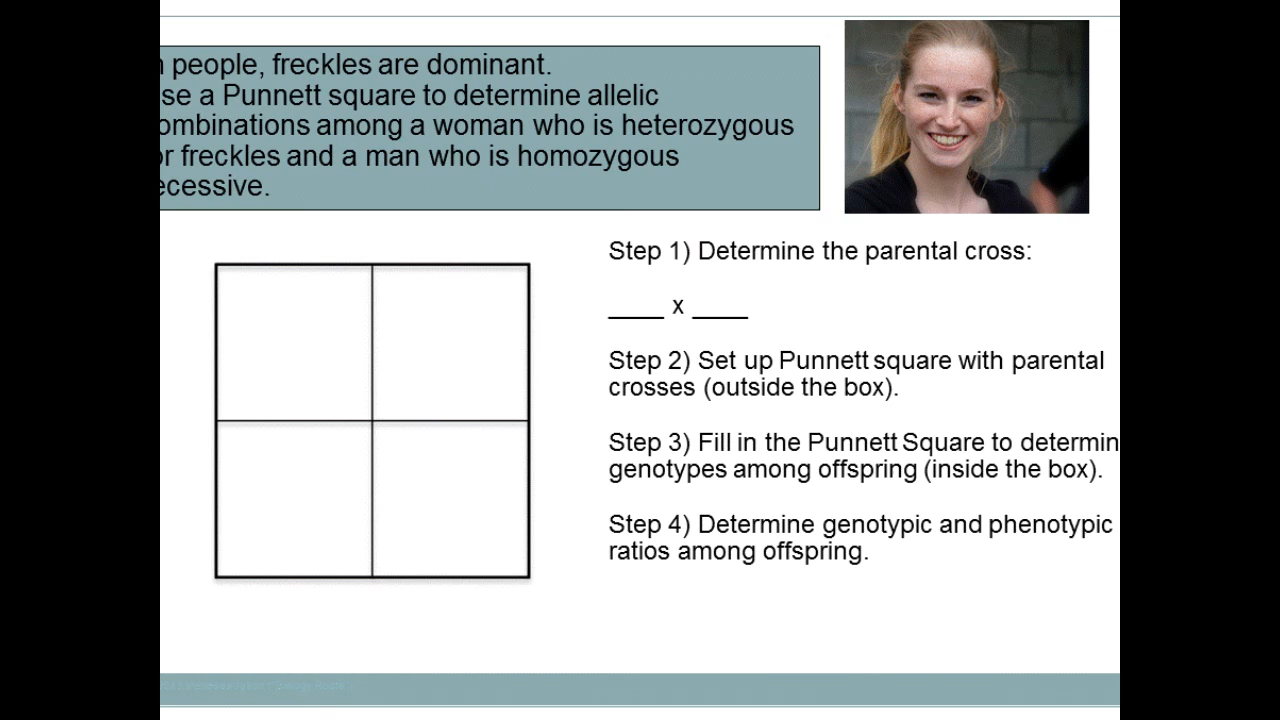 n people, freckles are dominant.
se a Punnett square to determine allelic
ombinations among a woman who is heterozygous
or freckles and a man who is homozygous
ecessive.
Step 1) Determine the parental cross:
____ x ____
Step 2) Set up Punnett square with parental
crosses (outside the box).
Step 3) Fill in the Punnett Square to determin
genotypes among offspring (inside the box).
Step 4) Determine genotypic and phenotypic
ratios among offspring.